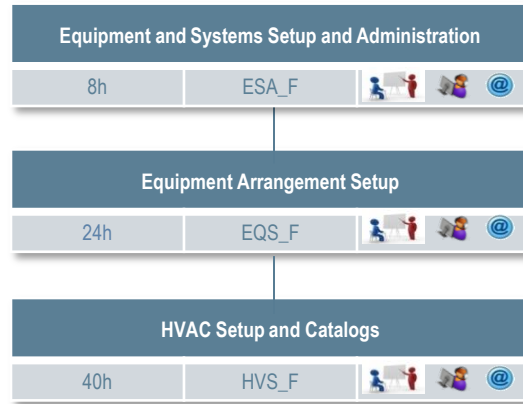 Equipment and Systems Setup and Administration
8h ESA_F @
Equipment Arrangement Setup
24h EQS_F @
HVAC Setup and Catalogs
40h HVS_F @